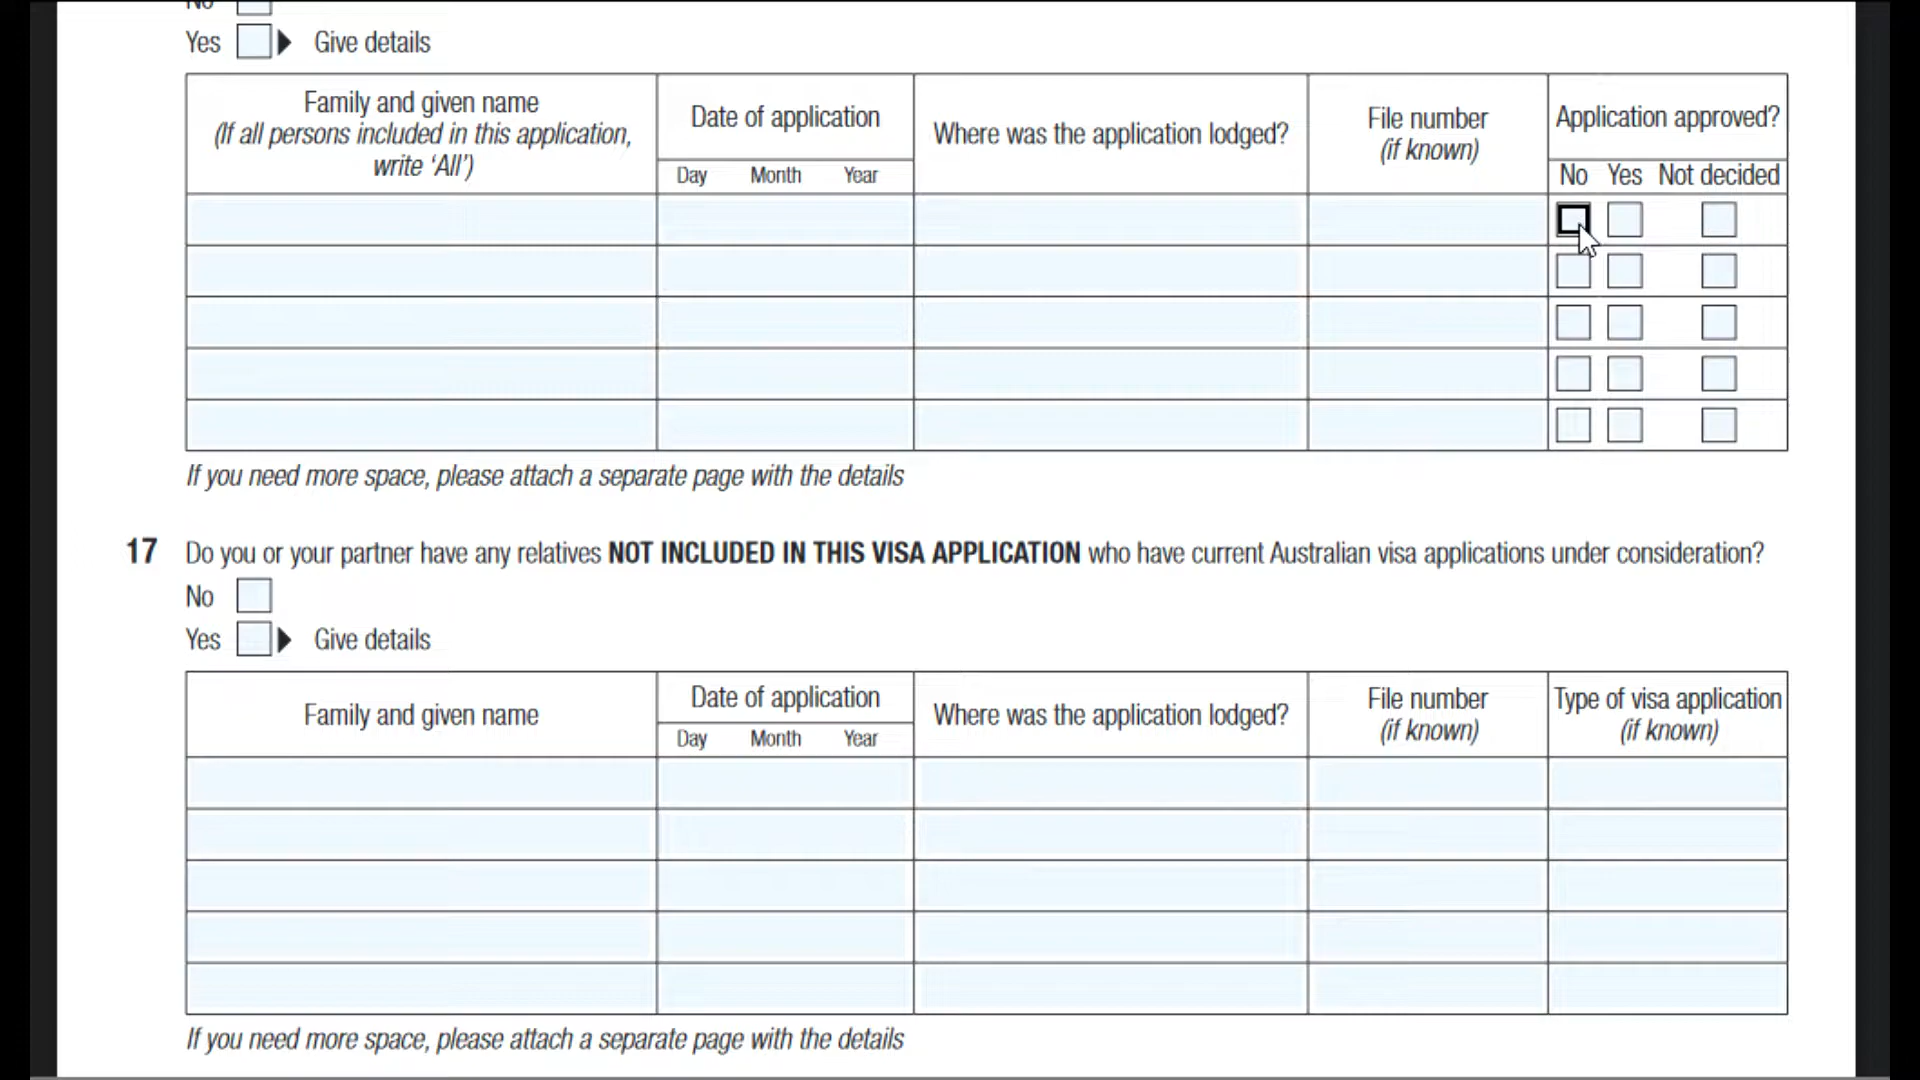 No
Yes Give details
Family and given name
(If all persons included in this application,
write ‘All’)
Date of application
Day Month Year
Where was the application lodged?
File number
(if known)
Application approved?
No Yes Not decided
If you need more space, please attach a separate page with the details
17 Do you or your partner have any relatives NOT INCLUDED IN THIS VISA APPLICATION who have current Australian visa applications under consideration?
No
Yes Give details
Family and given name
Date of application
Day Month Year
Where was the application lodged?
File number
(if known)
Type of visa application
(if known)
If you need more space, please attach a separate page with the details